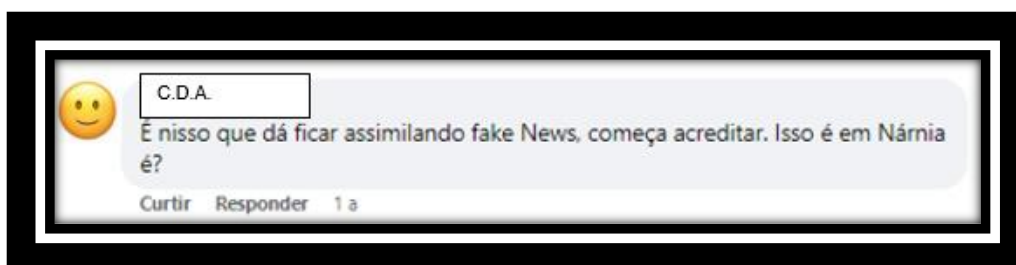 C.D.A.
É nisso que dá ficar assimilando fake News, começa acreditar. Isso é em Nárnia
é?
Curtir Responder 1 a